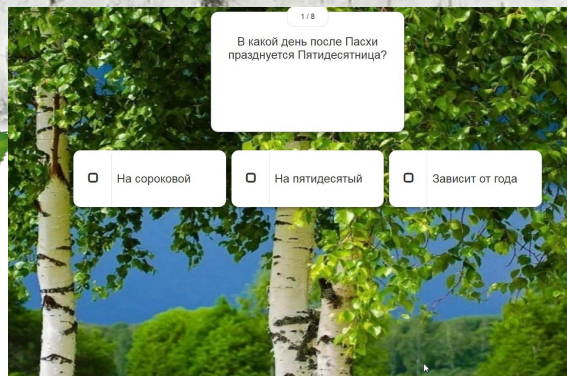 1 / 8
В какой день после Пасхи
празднуется Пятидесятница?
На сороковой
На пятидесятый
Зависит от года